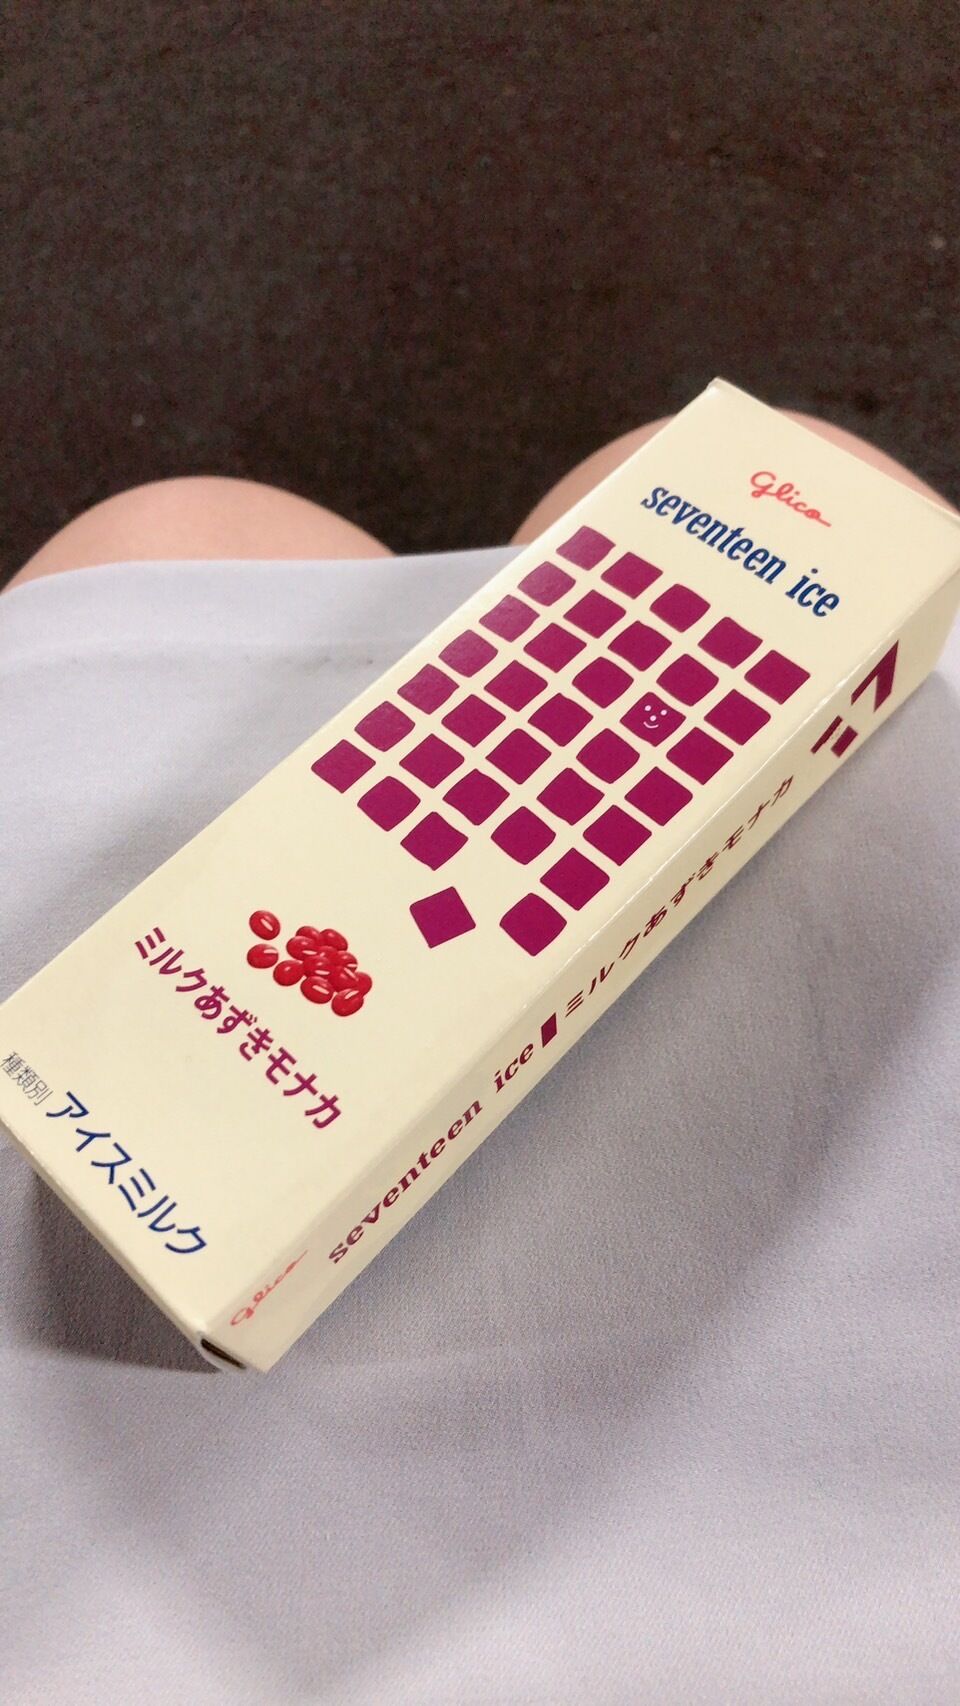 Glico
seventeen ice
ミルクあずきモナカ
種類別 アイスミルク
Glico
seventeen ice ミルクあずきモナカ